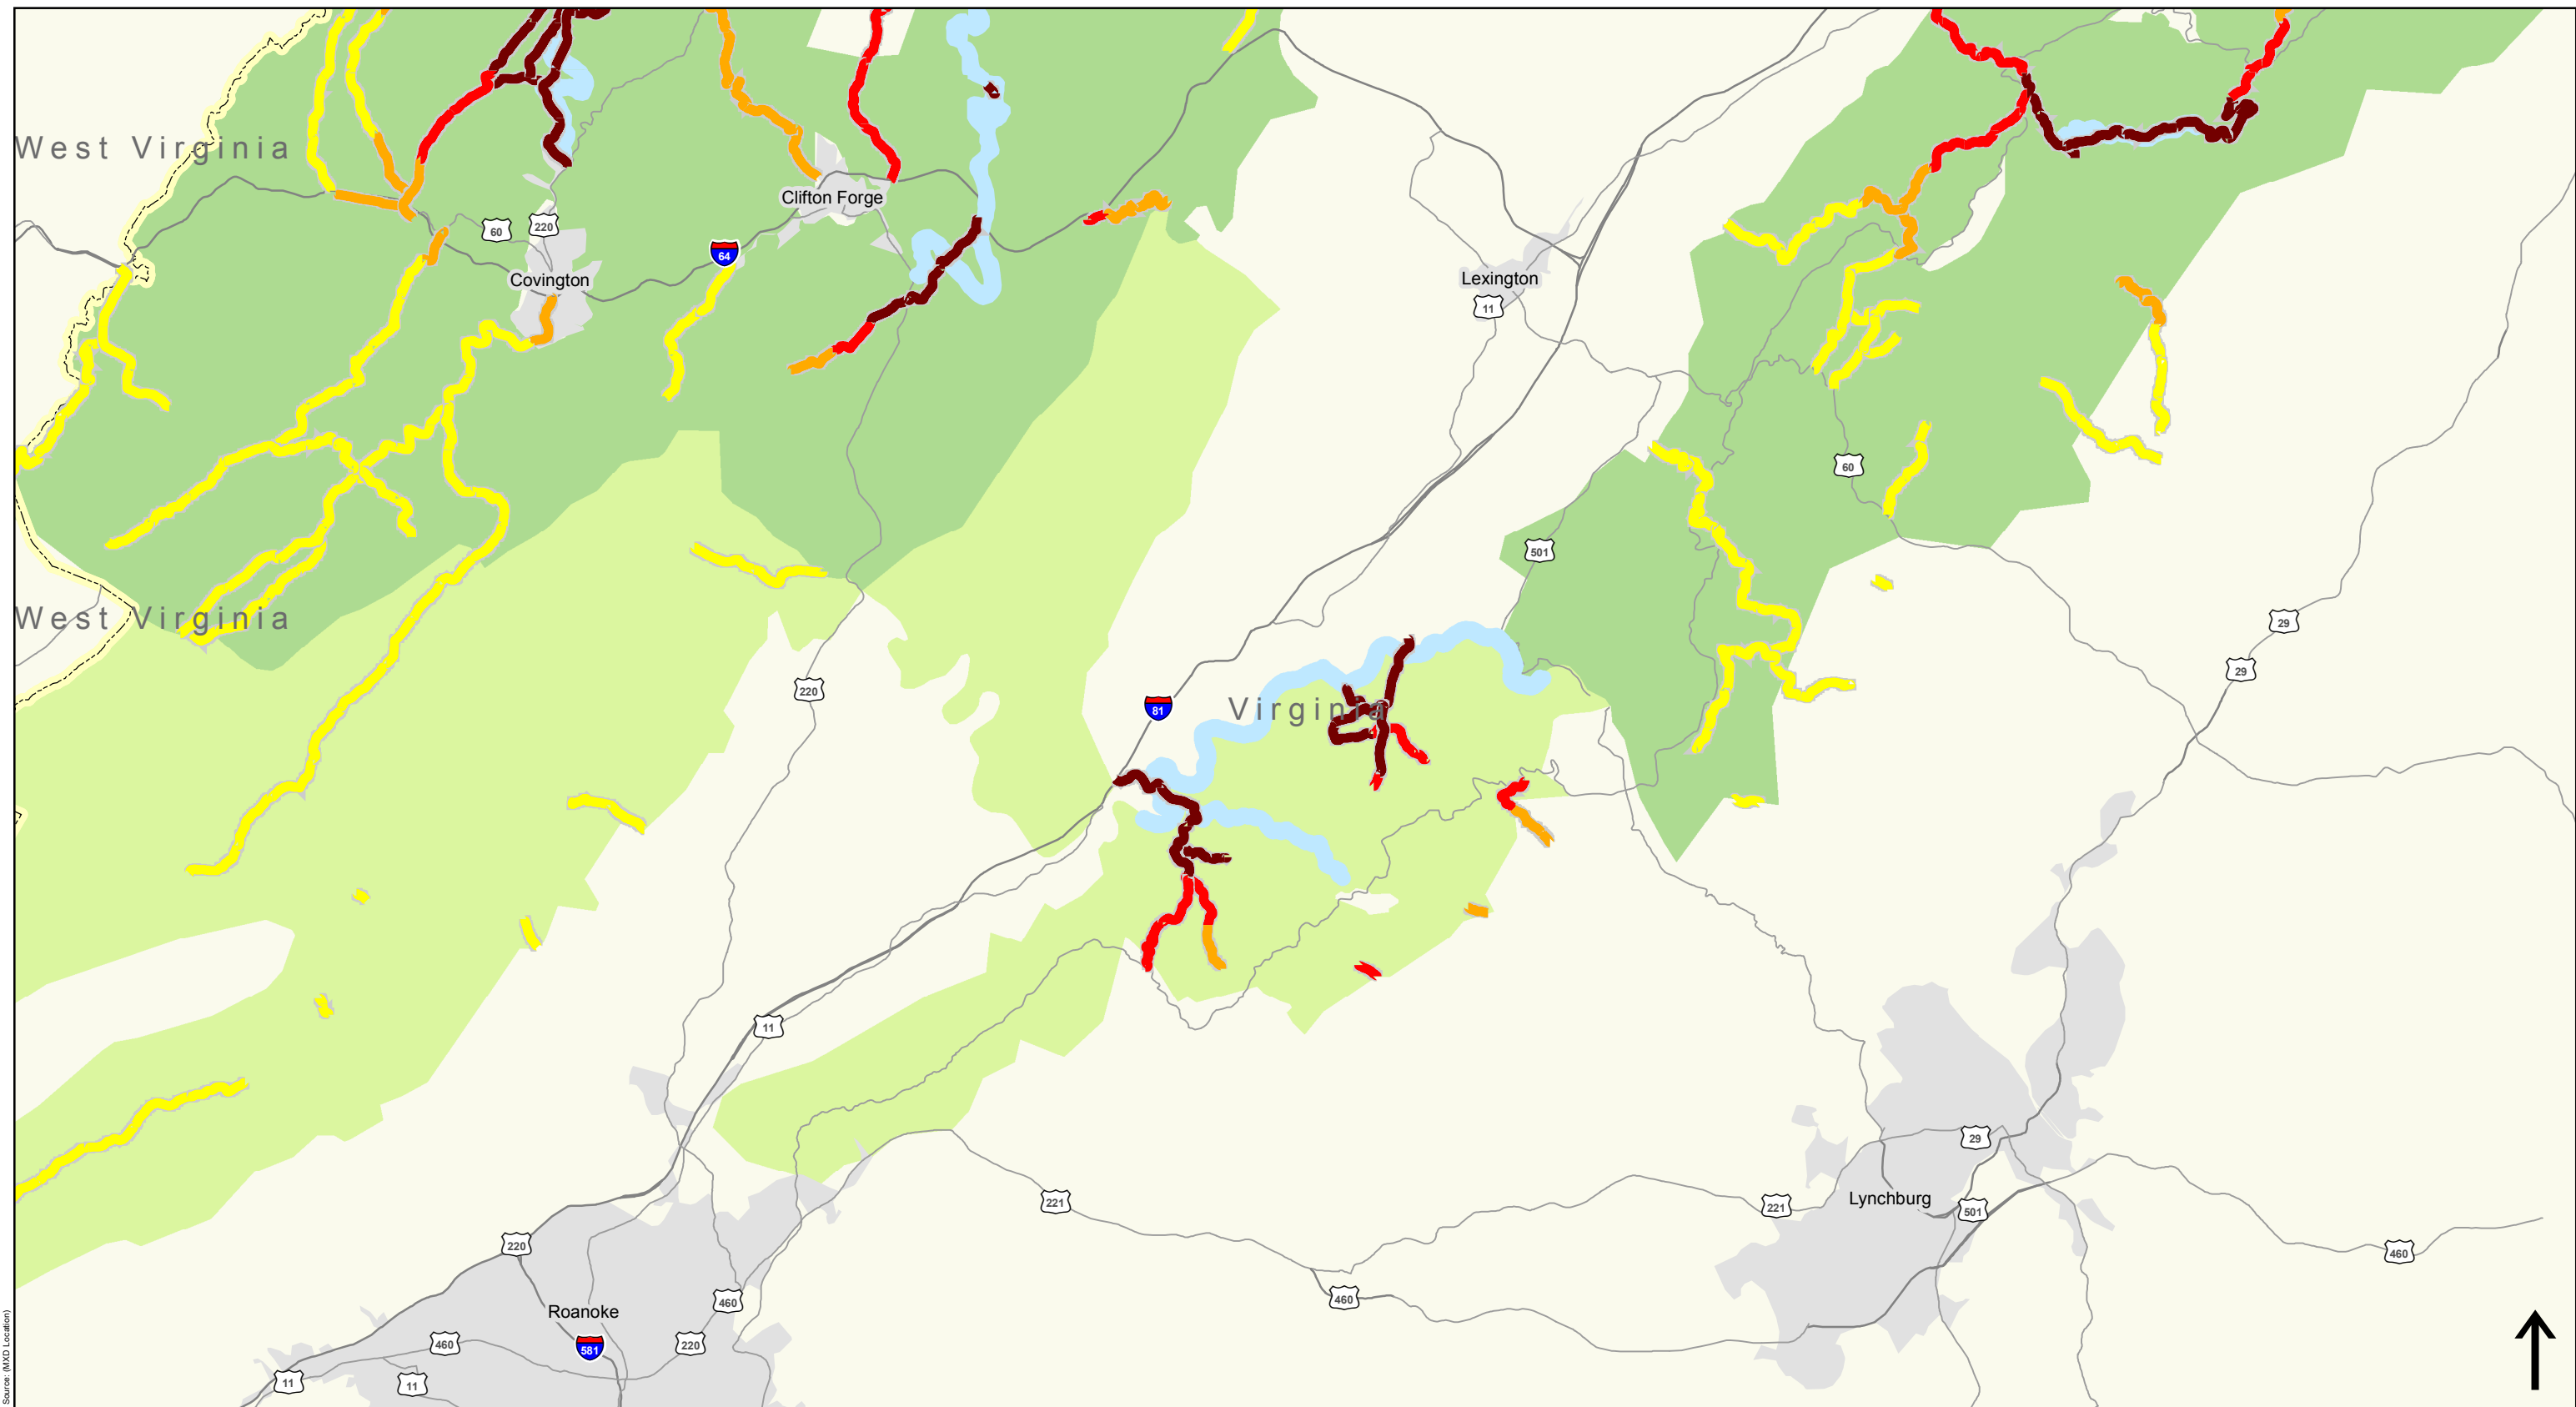 West Virginia
Clifton Forge
60
220
64
Covington
Lexington
11
60
501
West Virginia
29
29
220
81
Virginia
11
29
Lynchburg
221
221
501
220
460
460
460
Roanoke
460
220
581
11
11
Source: (MXD Location)